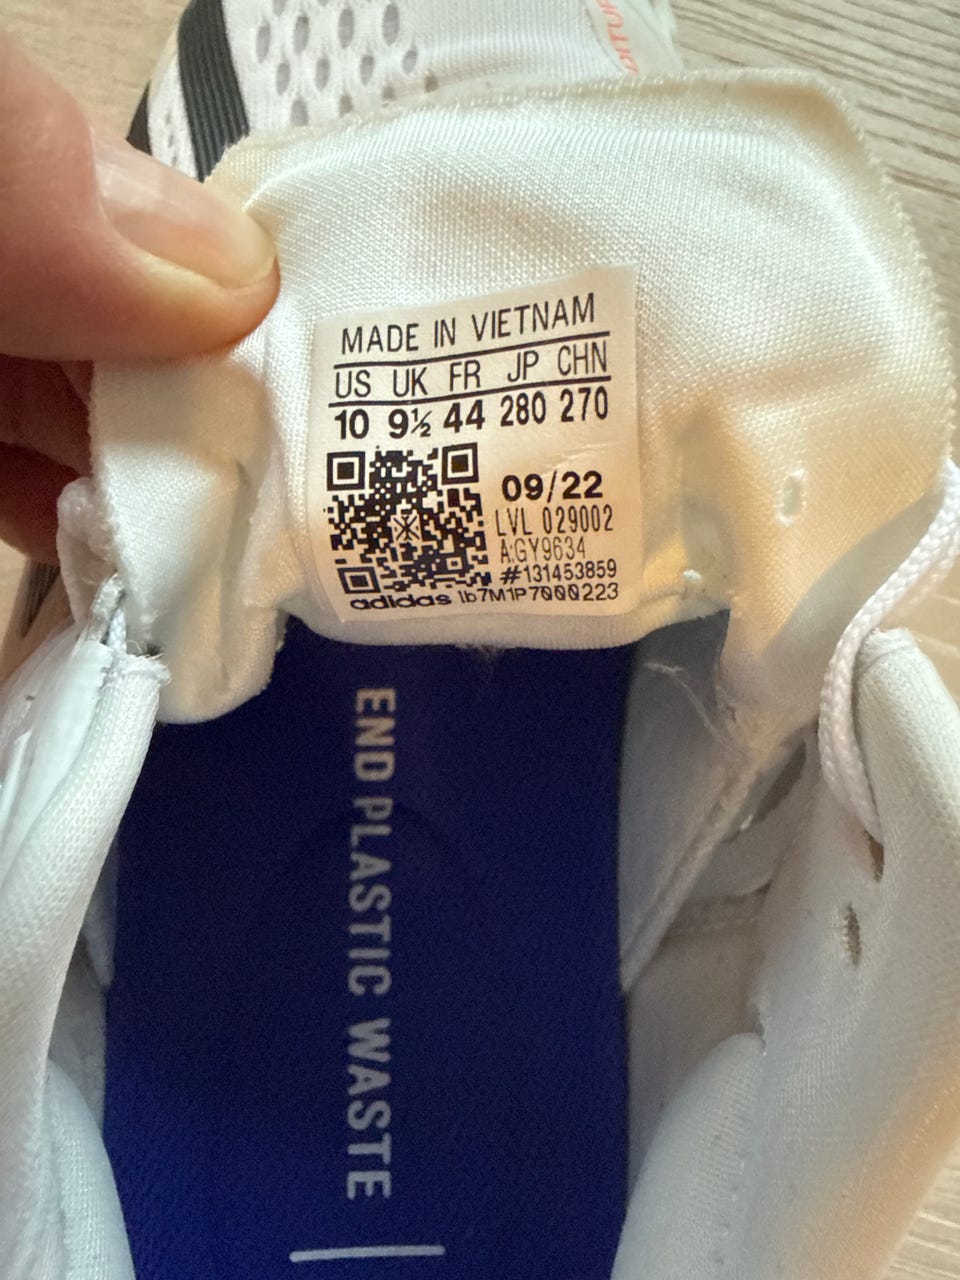 MADE IN VIETNAM
US UK FR JP CHN
10 9½ 44 280 270
09/22
LVL 029002
A:GY9634
#131453859
adidas 1b7M1P7000223
END PLASTIC WASTE